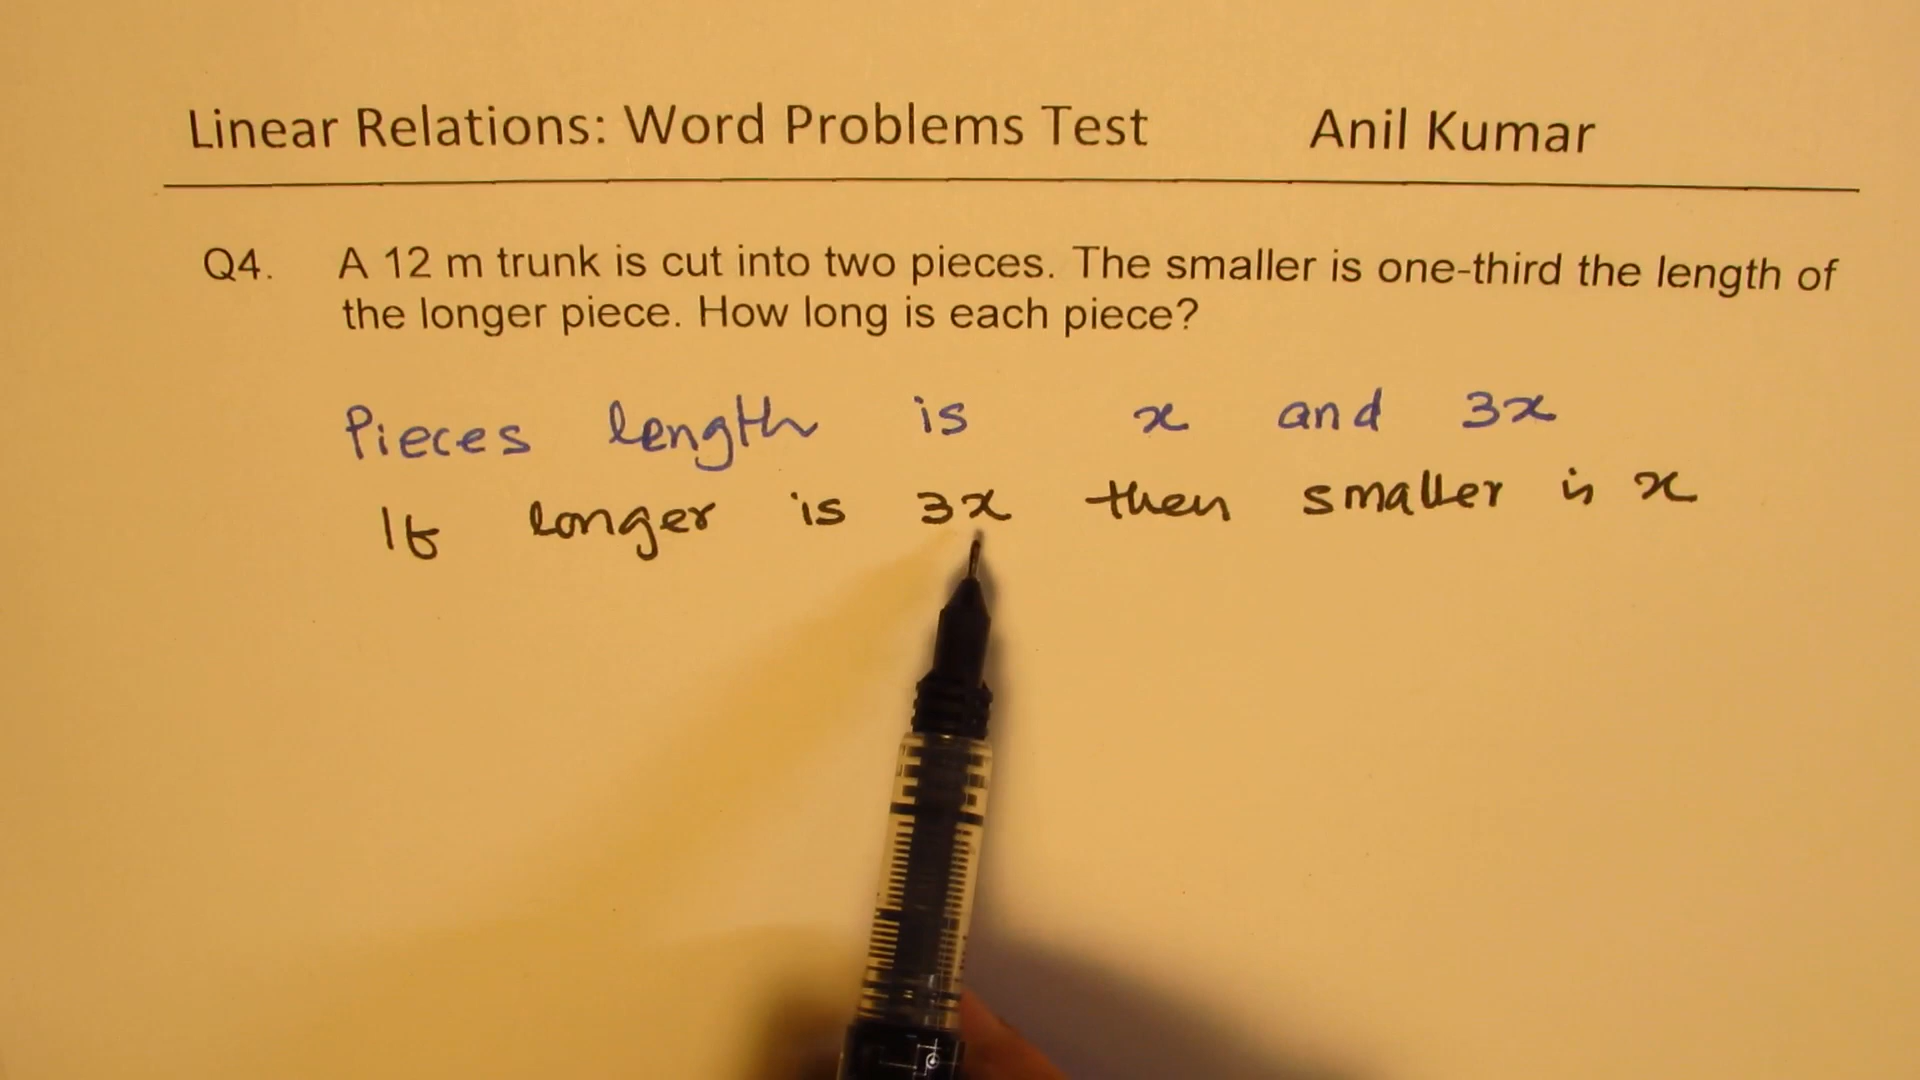 Linear Relations: Word Problems Test Anil Kumar
Q4. A 12 m trunk is cut into two pieces. The smaller is one-third the length of
the longer piece. How long is each piece?
Pieces length is x and 3x
If longer is 3x then smaller is x